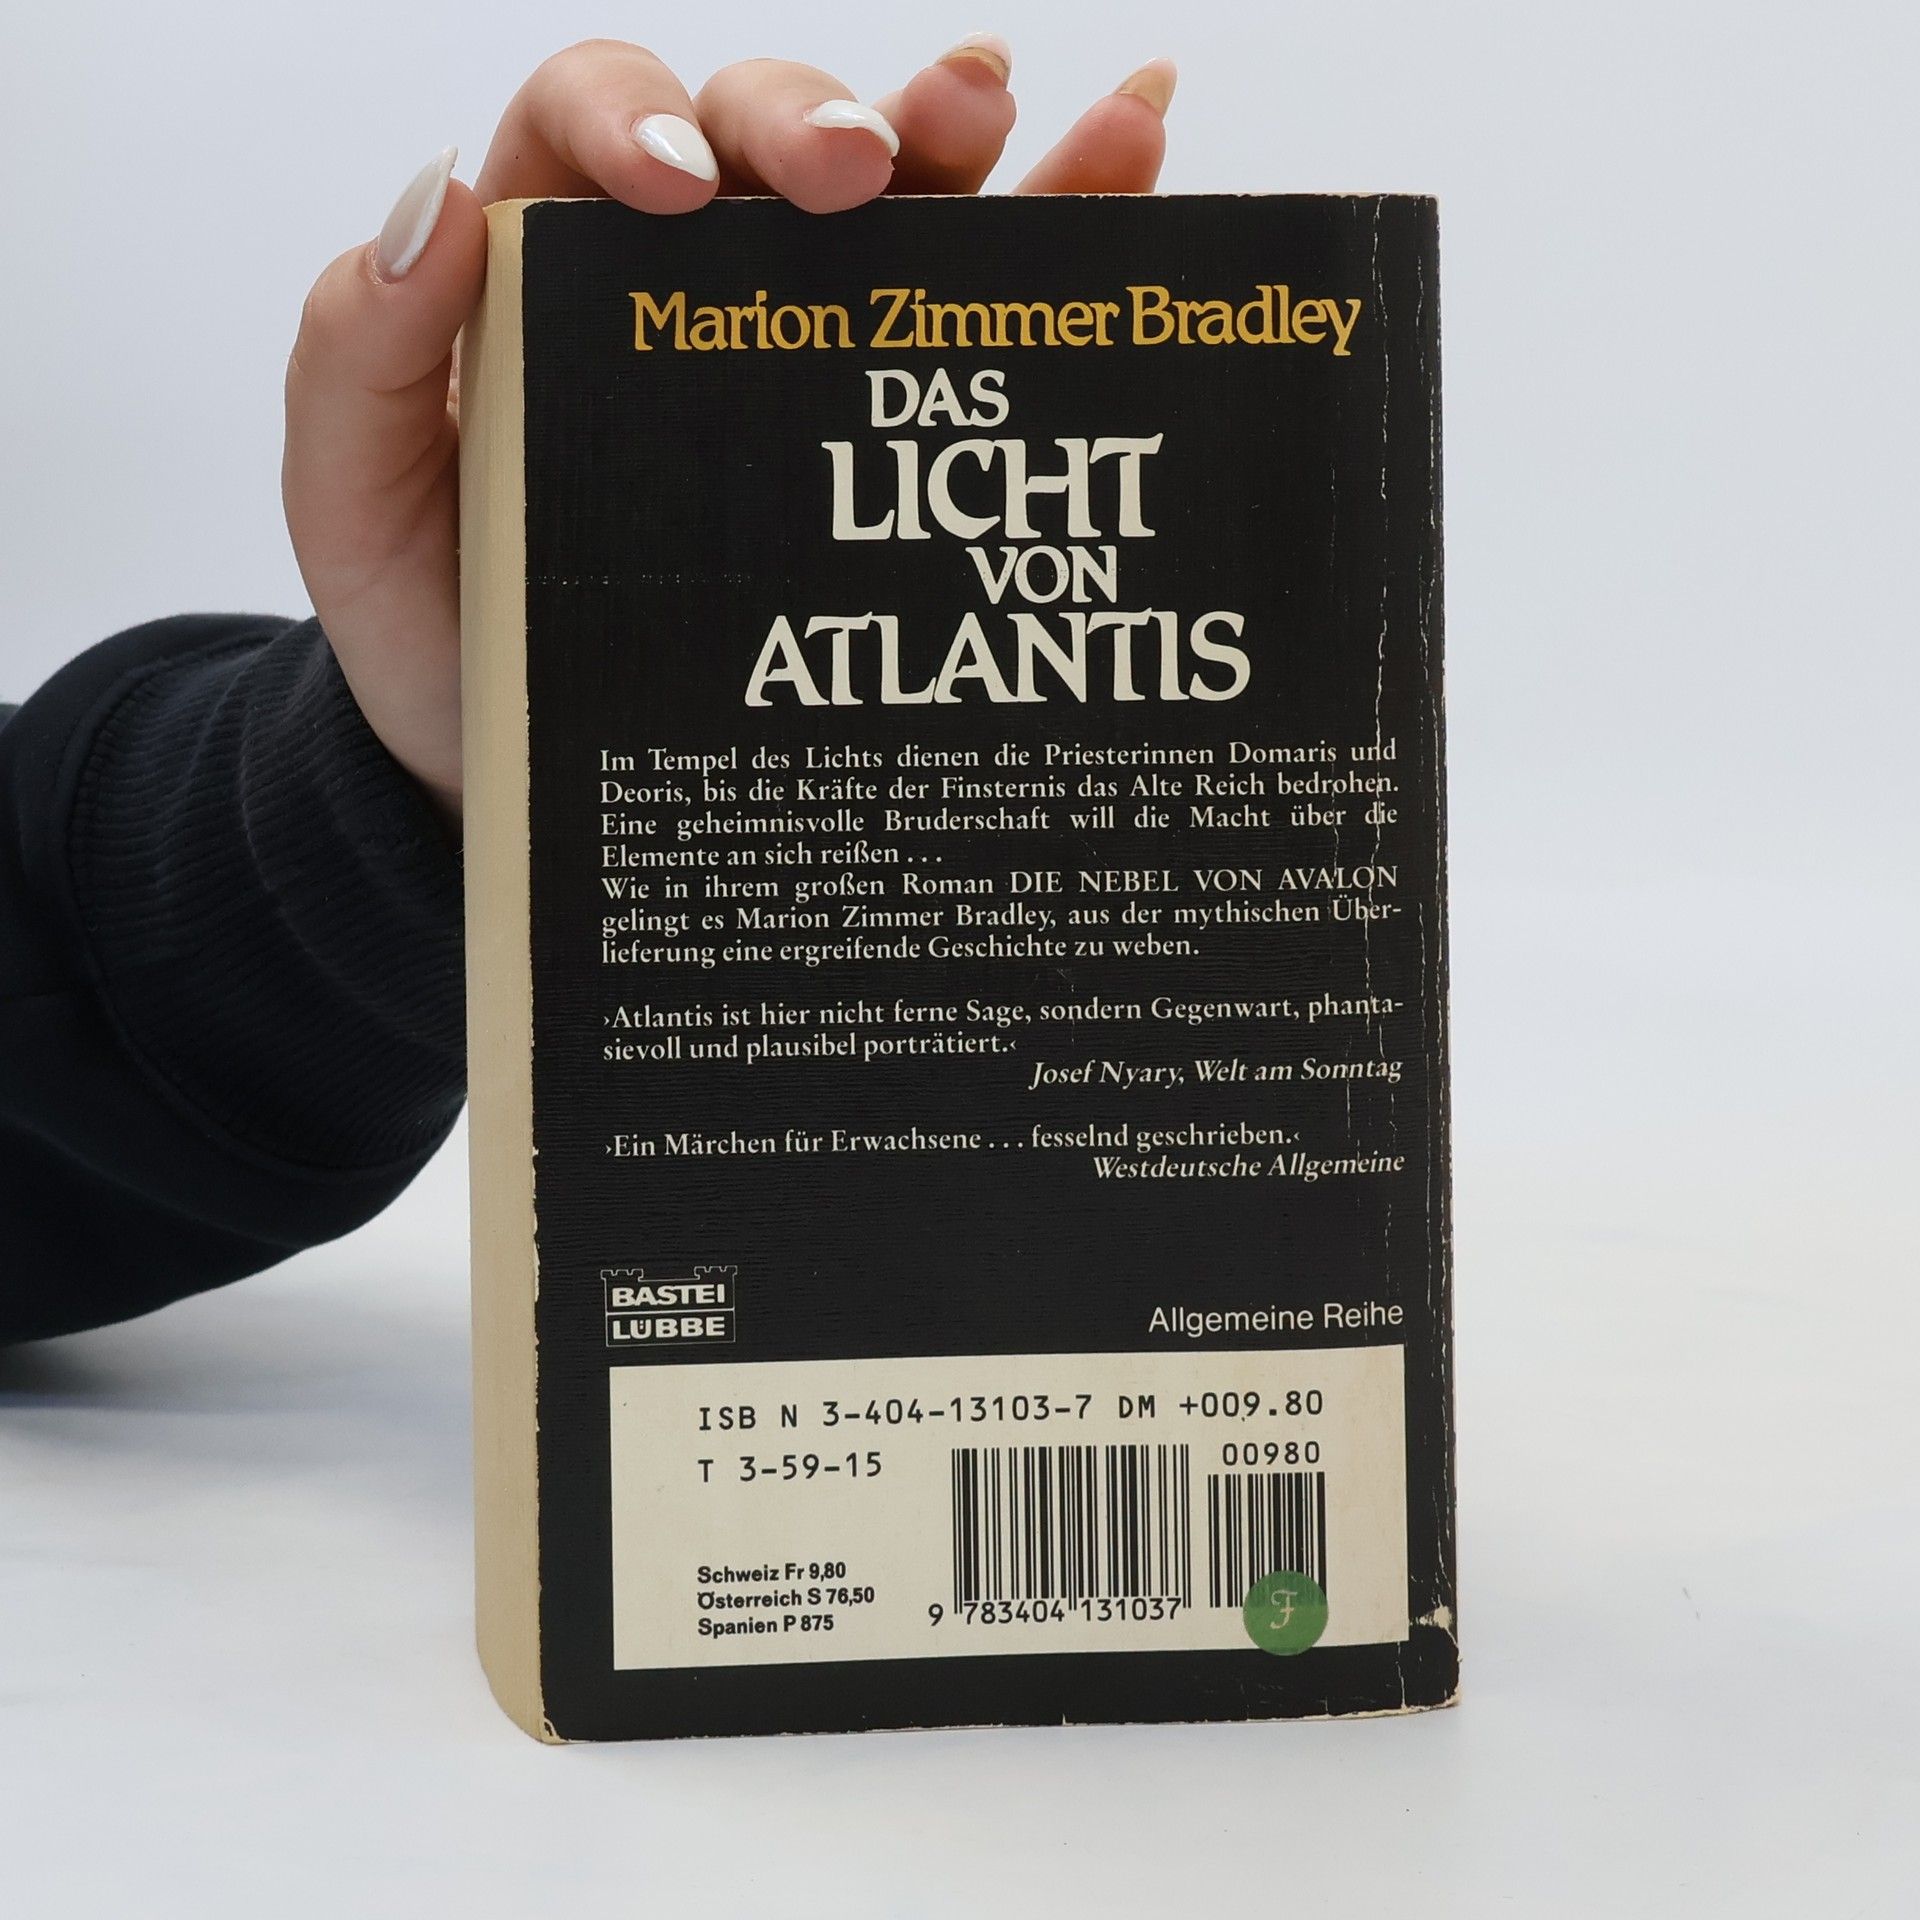 Marion Zimmer Bradley
DAS
LICHT
VON
ATLANTIS
Im Tempel des Lichts dienen die Priesterinnen Domaris und
Deoris, bis die Kräfte der Finsternis das Alte Reich bedrohen.
Eine geheimnisvolle Bruderschaft will die Macht über die
Elemente an sich reißen . . .
Wie in ihrem großen Roman DIE NEBEL VON AVALON
gelingt es Marion Zimmer Bradley, aus der mythischen Über-
lieferung eine ergreifende Geschichte zu weben.
›Atlantis ist hier nicht ferne Sage, sondern Gegenwart, phanta-
sievoll und plausibel porträtiert.‹
Josef Nyary, Welt am Sonntag
›Ein Märchen für Erwachsene . . . fesselnd geschrieben.‹
Westdeutsche Allgemeine
BASTEI
LÜBBE
Allgemeine Reihe
ISB N 3-404-13103-7 DM +009.80
T 3-59-15
00980
Schweiz Fr 9,80
Österreich S 76,50
Spanien P 875
9 783404 131037
F